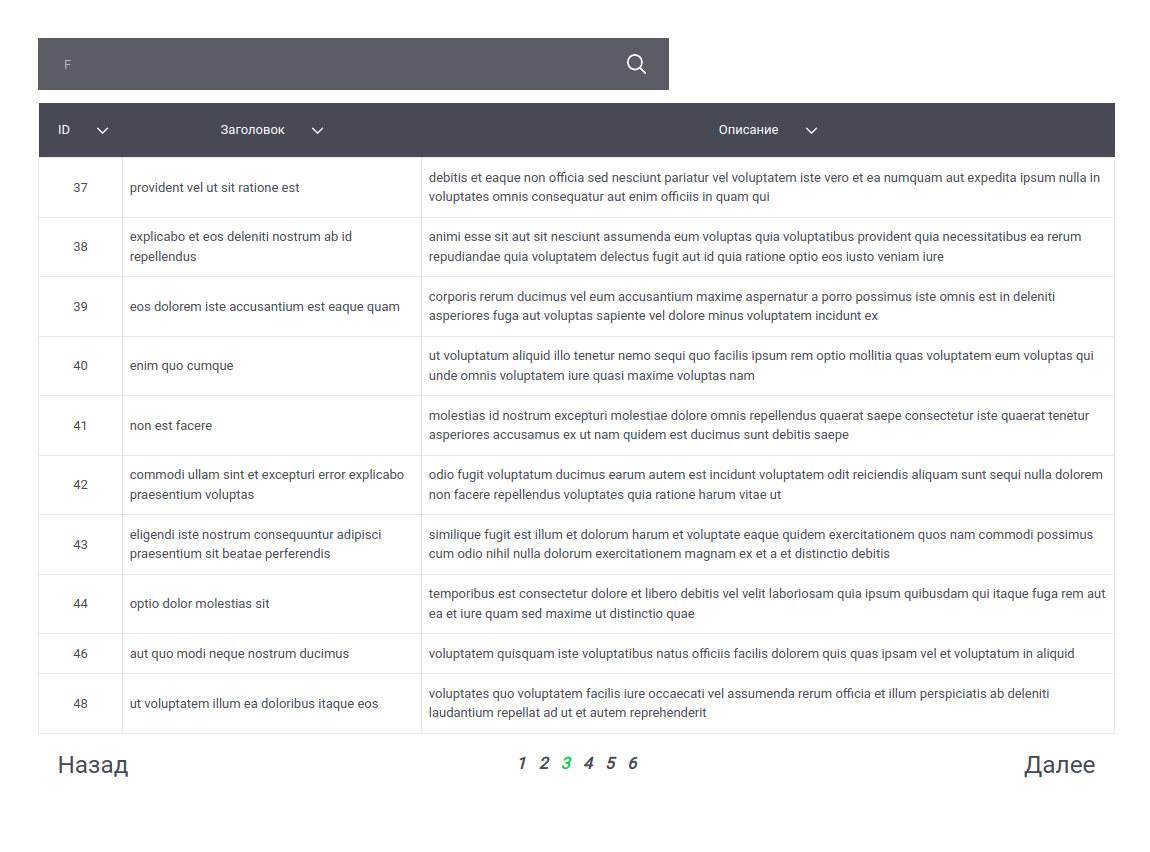 F
ID Заголовок Описание
37 provident vel ut sit ratione est debitis et eaque non officia sed nesciunt pariatur vel voluptatem iste vero et ea numquam aut expedita ipsum nulla in
voluptates omnis consequatur aut enim officiis in quam qui
38 explicabo et eos deleniti nostrum ab id animi esse sit aut sit nesciunt assumenda eum voluptas quia voluptatibus provident quia necessitatibus ea rerum
repellendus repudiandae quia voluptatem delectus fugit aut id quia ratione optio eos iusto veniam iure
39 eos dolorem iste accusantium est eaque quam corporis rerum ducimus vel eum accusantium maxime aspernatur a porro possimus iste omnis est in deleniti
asperiores fuga aut voluptas sapiente vel dolore minus voluptatem incidunt ex
40 enim quo cumque ut voluptatum aliquid illo tenetur nemo sequi quo facilis ipsum rem optio mollitia quas voluptatem eum voluptas qui
unde omnis voluptatem iure quasi maxime voluptas nam
41 non est facere molestias id nostrum excepturi molestiae dolore omnis repellendus quaerat saepe consectetur iste quaerat tenetur
asperiores accusamus ex ut nam quidem est ducimus sunt debitis saepe
42 commodi ullam sint et excepturi error explicabo odio fugit voluptatum ducimus earum autem est incidunt voluptatem odit reiciendis aliquam sunt sequi nulla dolorem
praesentium voluptas non facere repellendus voluptates quia ratione harum vitae ut
43 eligendi iste nostrum consequuntur adipisci similique fugit est illum et dolorum harum et voluptate eaque quidem exercitationem quos nam commodi possimus
praesentium sit beatae perferendis cum odio nihil nulla dolorum exercitationem magnam ex et a et distinctio debitis
44 optio dolor molestias sit temporibus est consectetur dolore et libero debitis vel velit laboriosam quia ipsum quibusdam qui itaque fuga rem aut
ea et iure quam sed maxime ut distinctio quae
46 aut quo modi neque nostrum ducimus voluptatem quisquam iste voluptatibus natus officiis facilis dolorem quis quas ipsam vel et voluptatum in aliquid
48 ut voluptatem illum ea doloribus itaque eos voluptates quo voluptatem facilis iure occaecati vel assumenda rerum officia et illum perspiciatis ab deleniti
laudantium repellat ad ut et autem reprehenderit
Назад 1 2 3 4 5 6 Далее